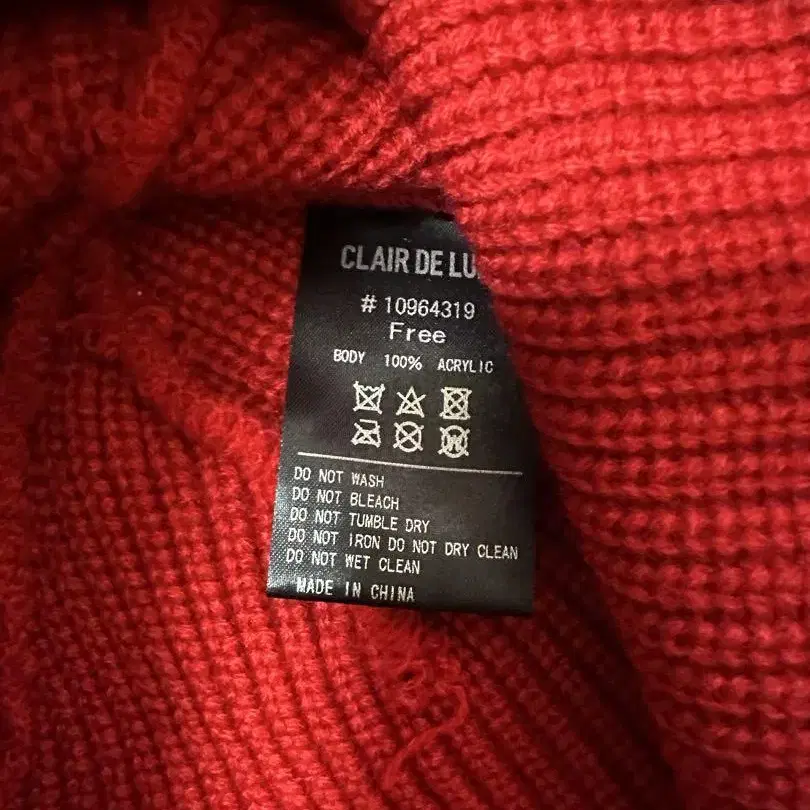 CLAIR DE
# 10964319
Free
BODY 100% ACRYLIC
DO NOT WASH
DO NOT BLEACH
DO NOT TUMBLE DRY
DO NOT IRON DO NOT DRY CLEAN
DO NOT WET CLEAN
MADE IN CHINA